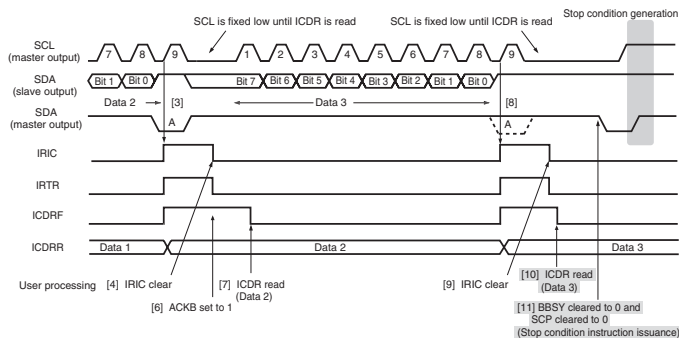 SCL is fixed low until ICDR is read
SCL is fixed low until ICDR is read
Stop condition generation
SCL
(master output)
7 8 9 1 2 3 4 5 6 7 8 9
SDA
(slave output)
Bit 1 Bit 0 Bit 7 Bit 6 Bit 5 Bit 4 Bit 3 Bit 2 Bit 1 Bit 0
Data 2 [3] Data 3 [8]
SDA
(master output)
A A
IRIC
IRTR
ICDRF
ICDRR
Data 1 Data 2 Data 3
User processing
[4] IRIC clear
[6] ACKB set to 1
[7] ICDR read
(Data 2)
[9] IRIC clear
[10] ICDR read
(Data 3)
[11] BBSY cleared to 0 and
SCP cleared to 0
(Stop condition instruction issuance)